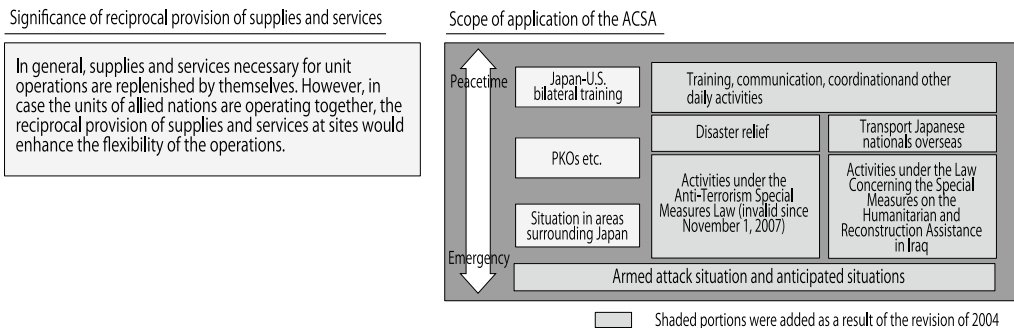 Significance of reciprocal provision of supplies and services
In general, supplies and services necessary for unit
operations are replenished by themselves. However, in
case the units of allied nations are operating together, the
reciprocal provision of supplies and services at sites would
enhance the flexibility of the operations.
Scope of application of the ACSA
Peacetime
Japan-U.S.
bilateral training
Training, communication, coordinationand other
daily activities
Disaster relief
Transport Japanese
nationals overseas
PKOs etc.
Activities under the
Anti-Terrorism Special
Measures Law (invalid since
November 1, 2007)
Activities under the Law
Concerning the Special
Measures on the
Humanitarian and
Reconstruction Assistance
in Iraq
Situation in areas
surrounding Japan
Emergency
Armed attack situation and anticipated situations
Shaded portions were added as a result of the revision of 2004